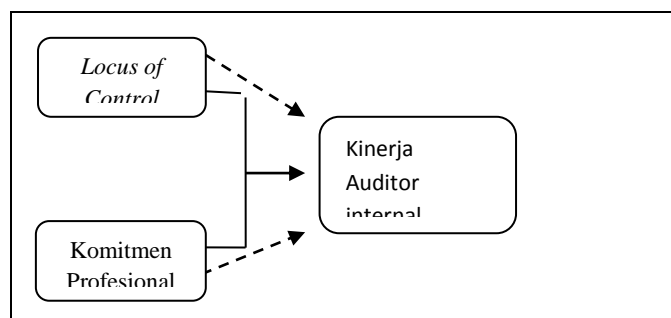 Locus of
Control
Kinerja
Auditor
internal
Komitmen
Profesional